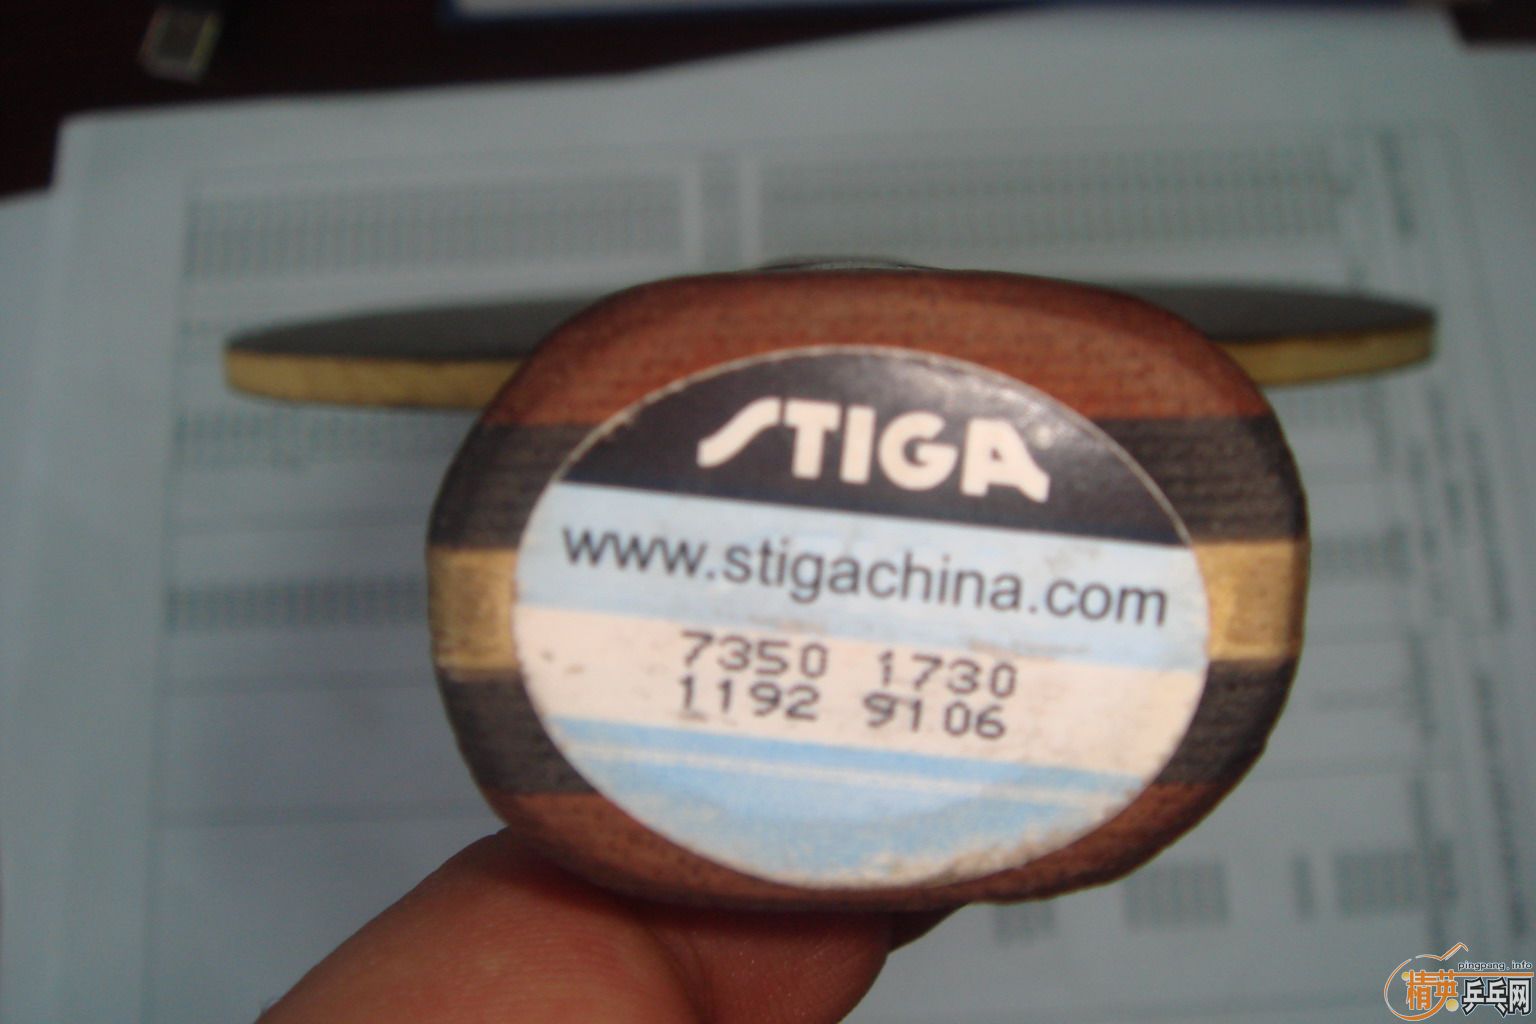 STIGA
www.stigachina.com
7350 1730
1192 9106
pingpang.info
精英乒乓网